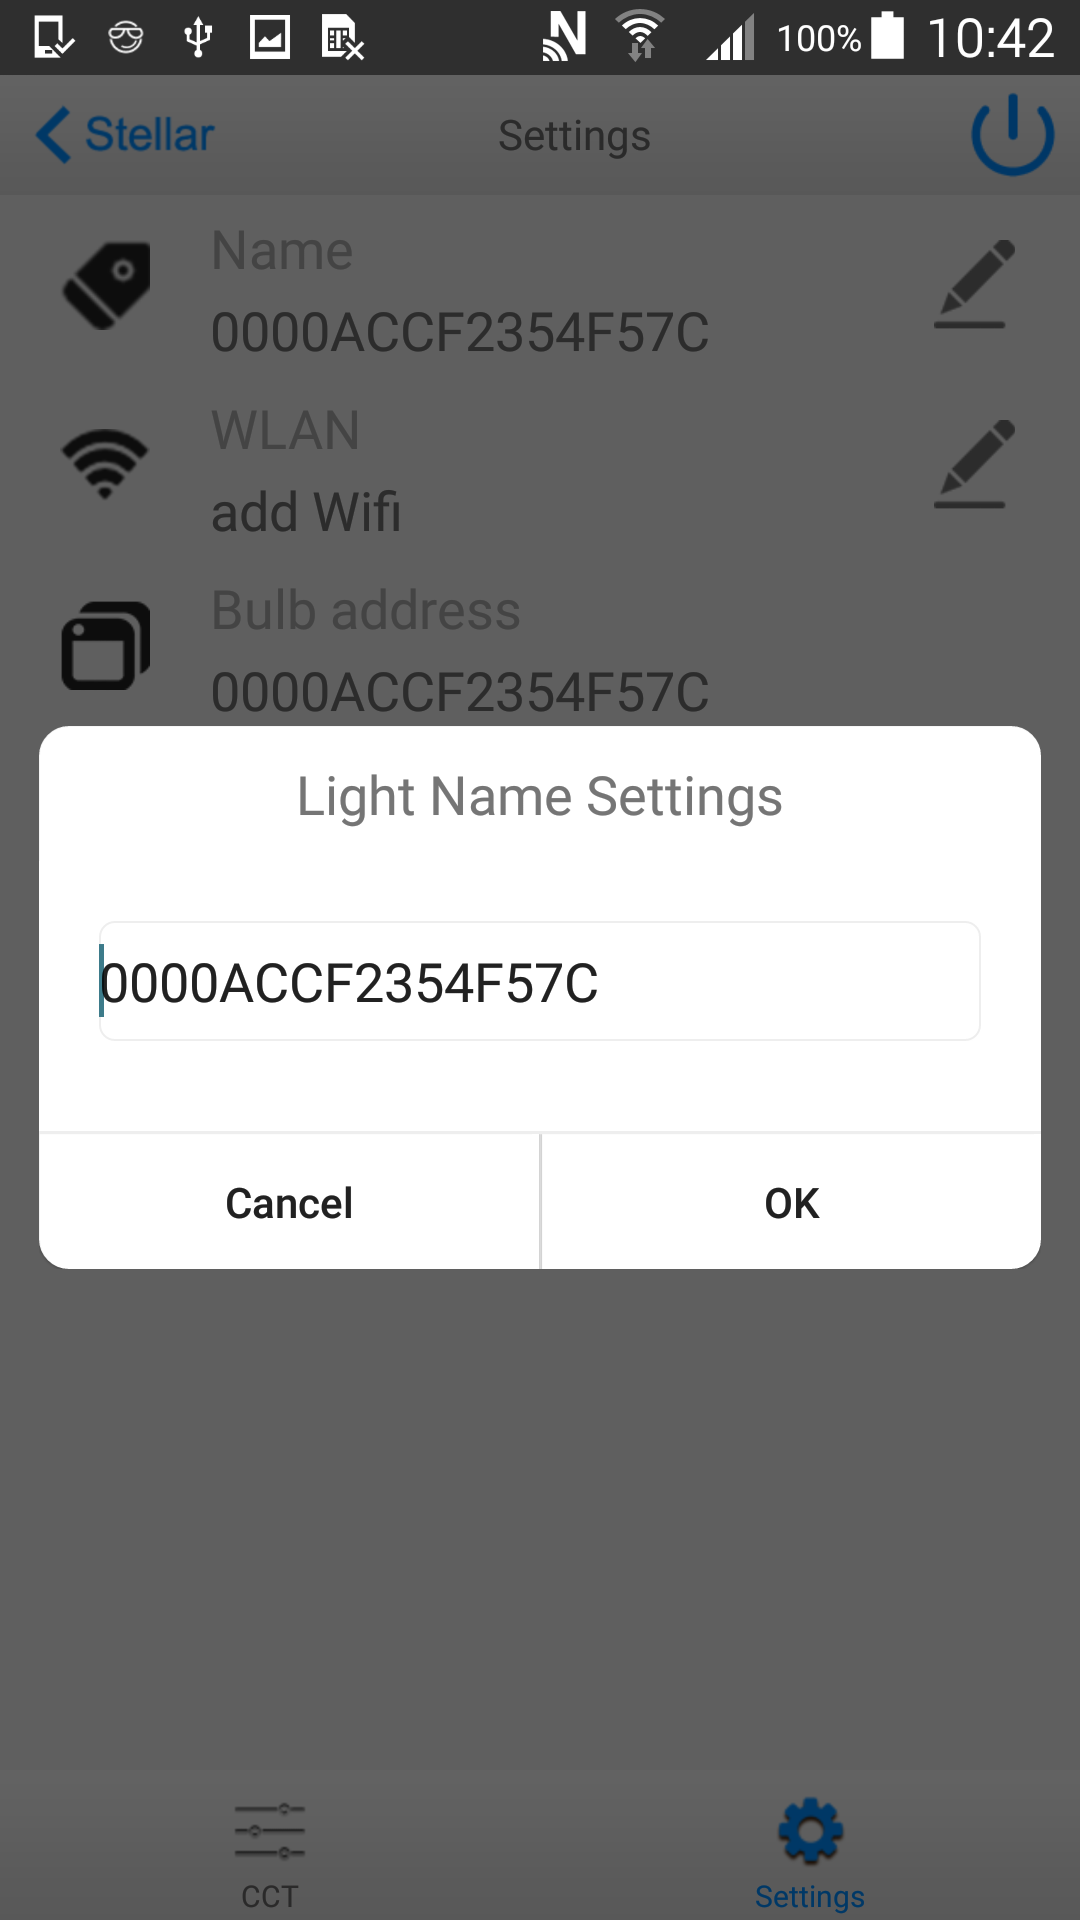 100% 10:42
Stellar Settings
Name
0000ACCF2354F57C
WLAN
add Wifi
Bulb address
0000ACCF2354F57C
Light Name Settings
0000ACCF2354F57C
Cancel OK
CCT Settings